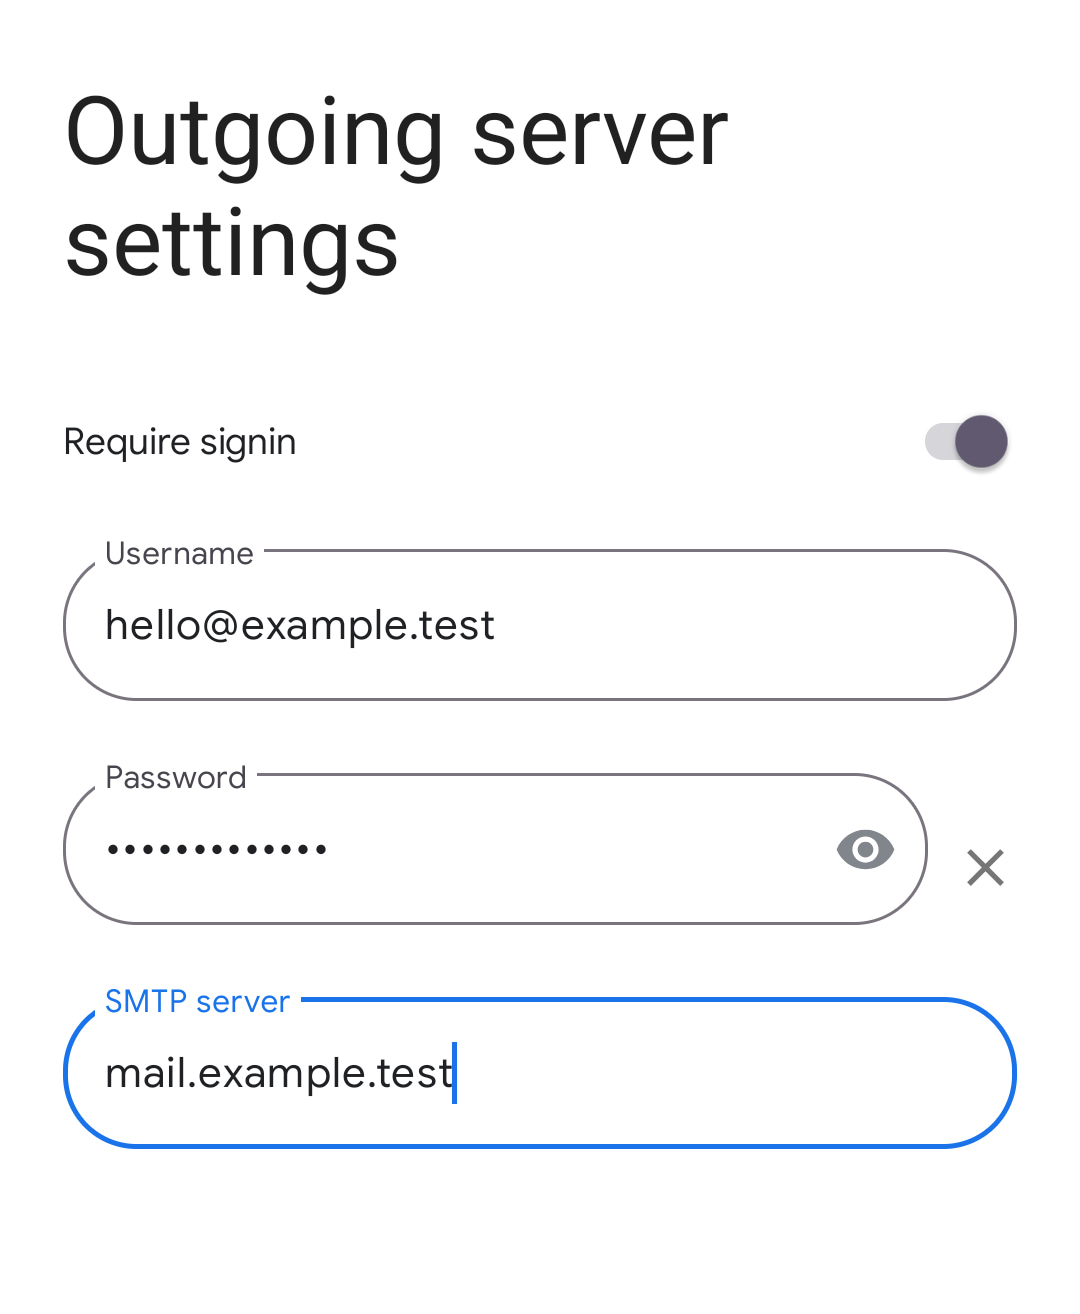 Outgoing server
settings
Require signin
Username
hello@example.test
Password
•••••••••••••
SMTP server
mail.example.test